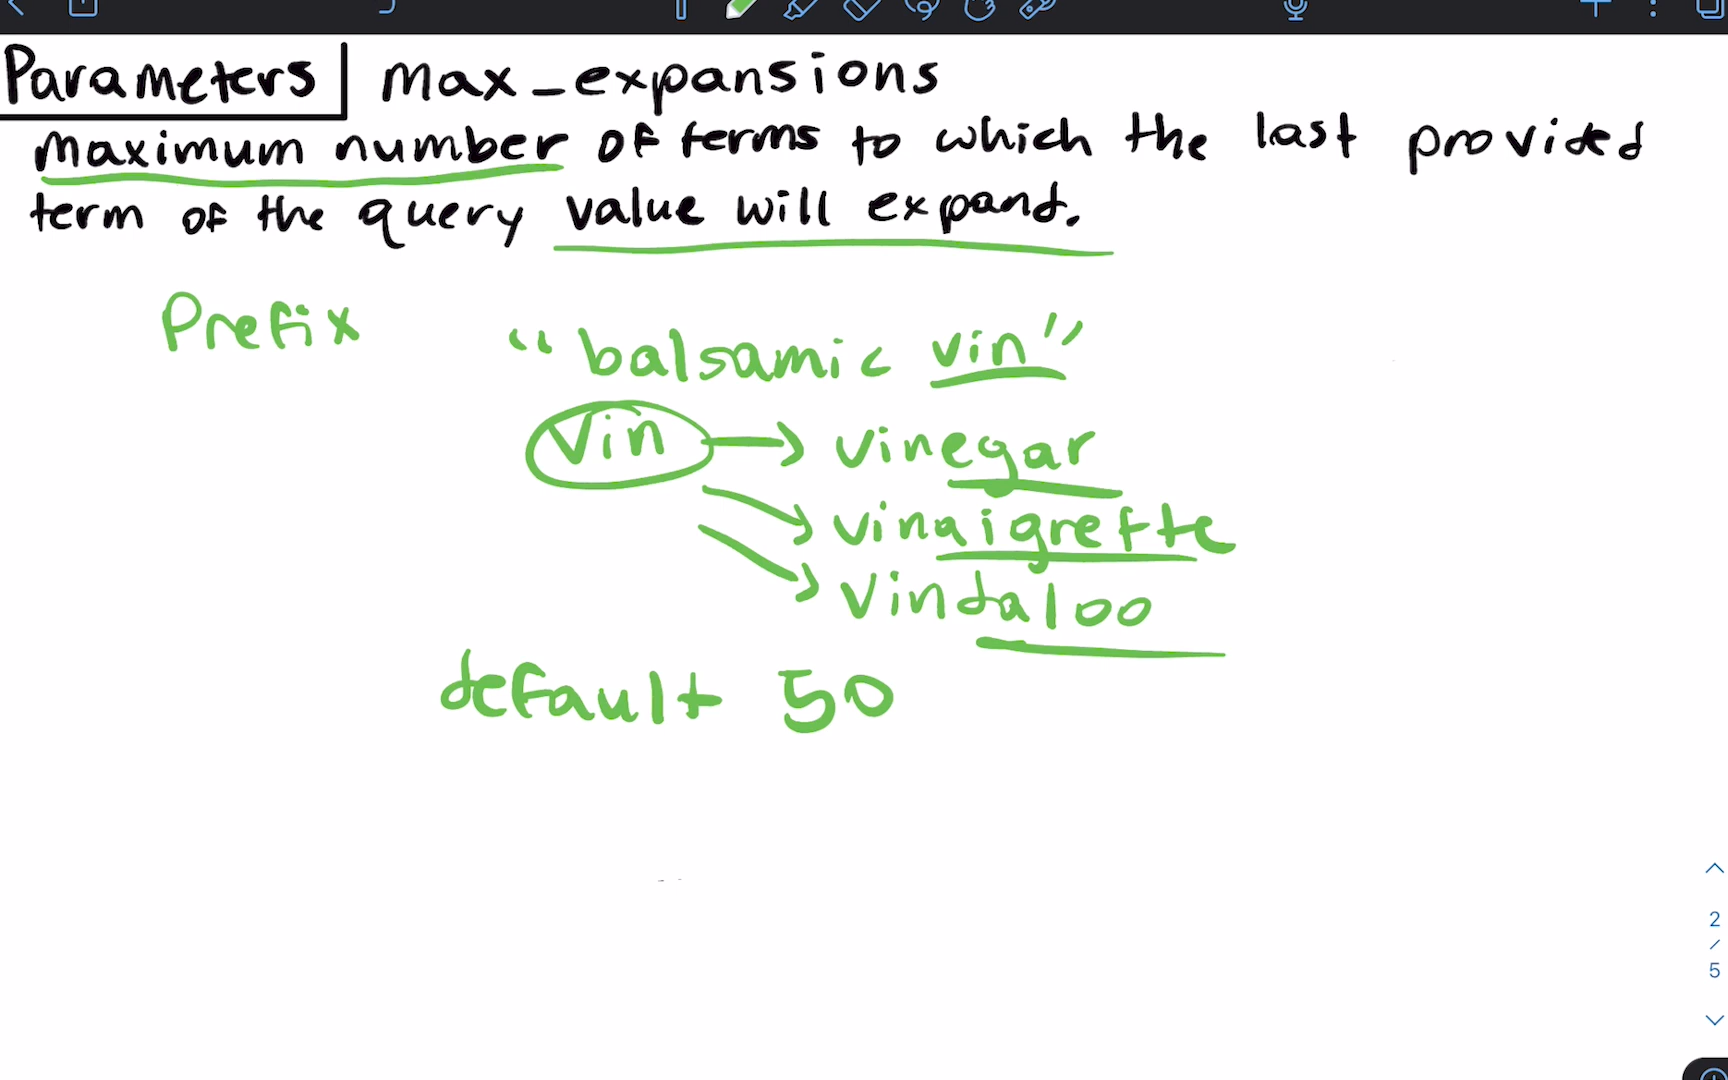 Parameters max_expansions
maximum number of terms to which the last provided
term of the query value will expand.
Prefix
"balsamic vin"
vin → vinegar
→ vinaigrette
→ vindaloo
default 50
2
/
5